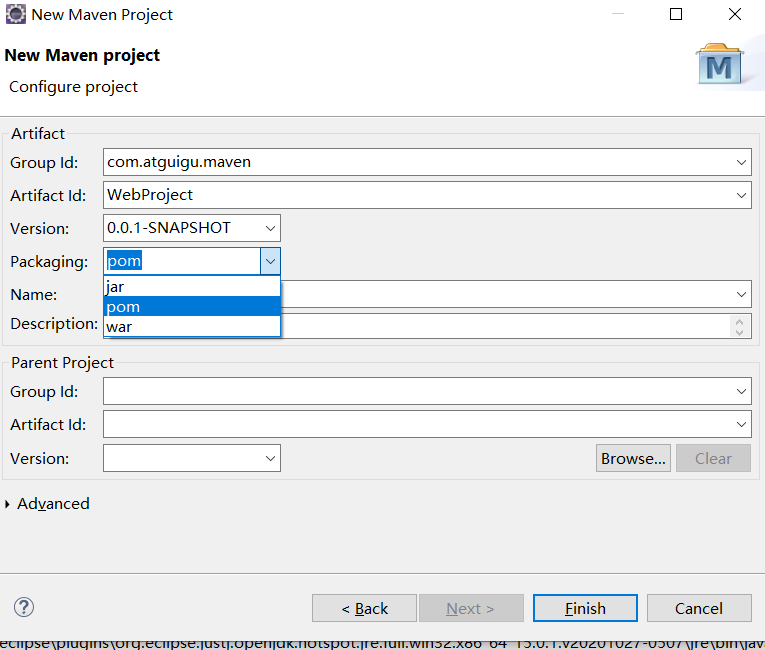 New Maven Project
New Maven project
Configure project
M
Artifact
Group Id: com.atguigu.maven
Artifact Id: WebProject
Version: 0.0.1-SNAPSHOT
Packaging: pom
jar
Name:
pom
Description: war
Parent Project
Group Id:
Artifact Id:
Version: Browse... Clear
Advanced
? < Back Next > Finish Cancel
eclipse\plugins\org.eclipse.justj.openjdk.hotspot.jre.full.win32.x86_64_15.0.1.v20201027-0507\jre\bin\java